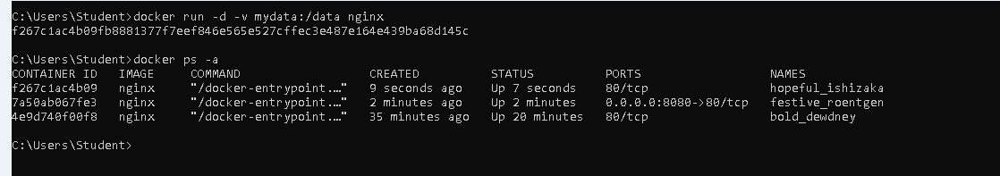 C:\Users\Student>docker run -d -v mydata:/data nginx
f267c1ac4b09fb8881377f7eef846e565e527cffec3e487e164e439ba68d145c
C:\Users\Student>docker ps -a
CONTAINER ID   IMAGE     COMMAND                  CREATED          STATUS          PORTS                  NAMES
f267c1ac4b09   nginx     "/docker-entrypoint.…"   9 seconds ago    Up 7 seconds    80/tcp                 hopeful_ishizaka
7a50ab067fe3   nginx     "/docker-entrypoint.…"   2 minutes ago    Up 2 minutes    0.0.0.0:8080->80/tcp   festive_roentgen
4e9d740f00f8   nginx     "/docker-entrypoint.…"   35 minutes ago   Up 20 minutes   80/tcp                 bold_dewdney
C:\Users\Student>